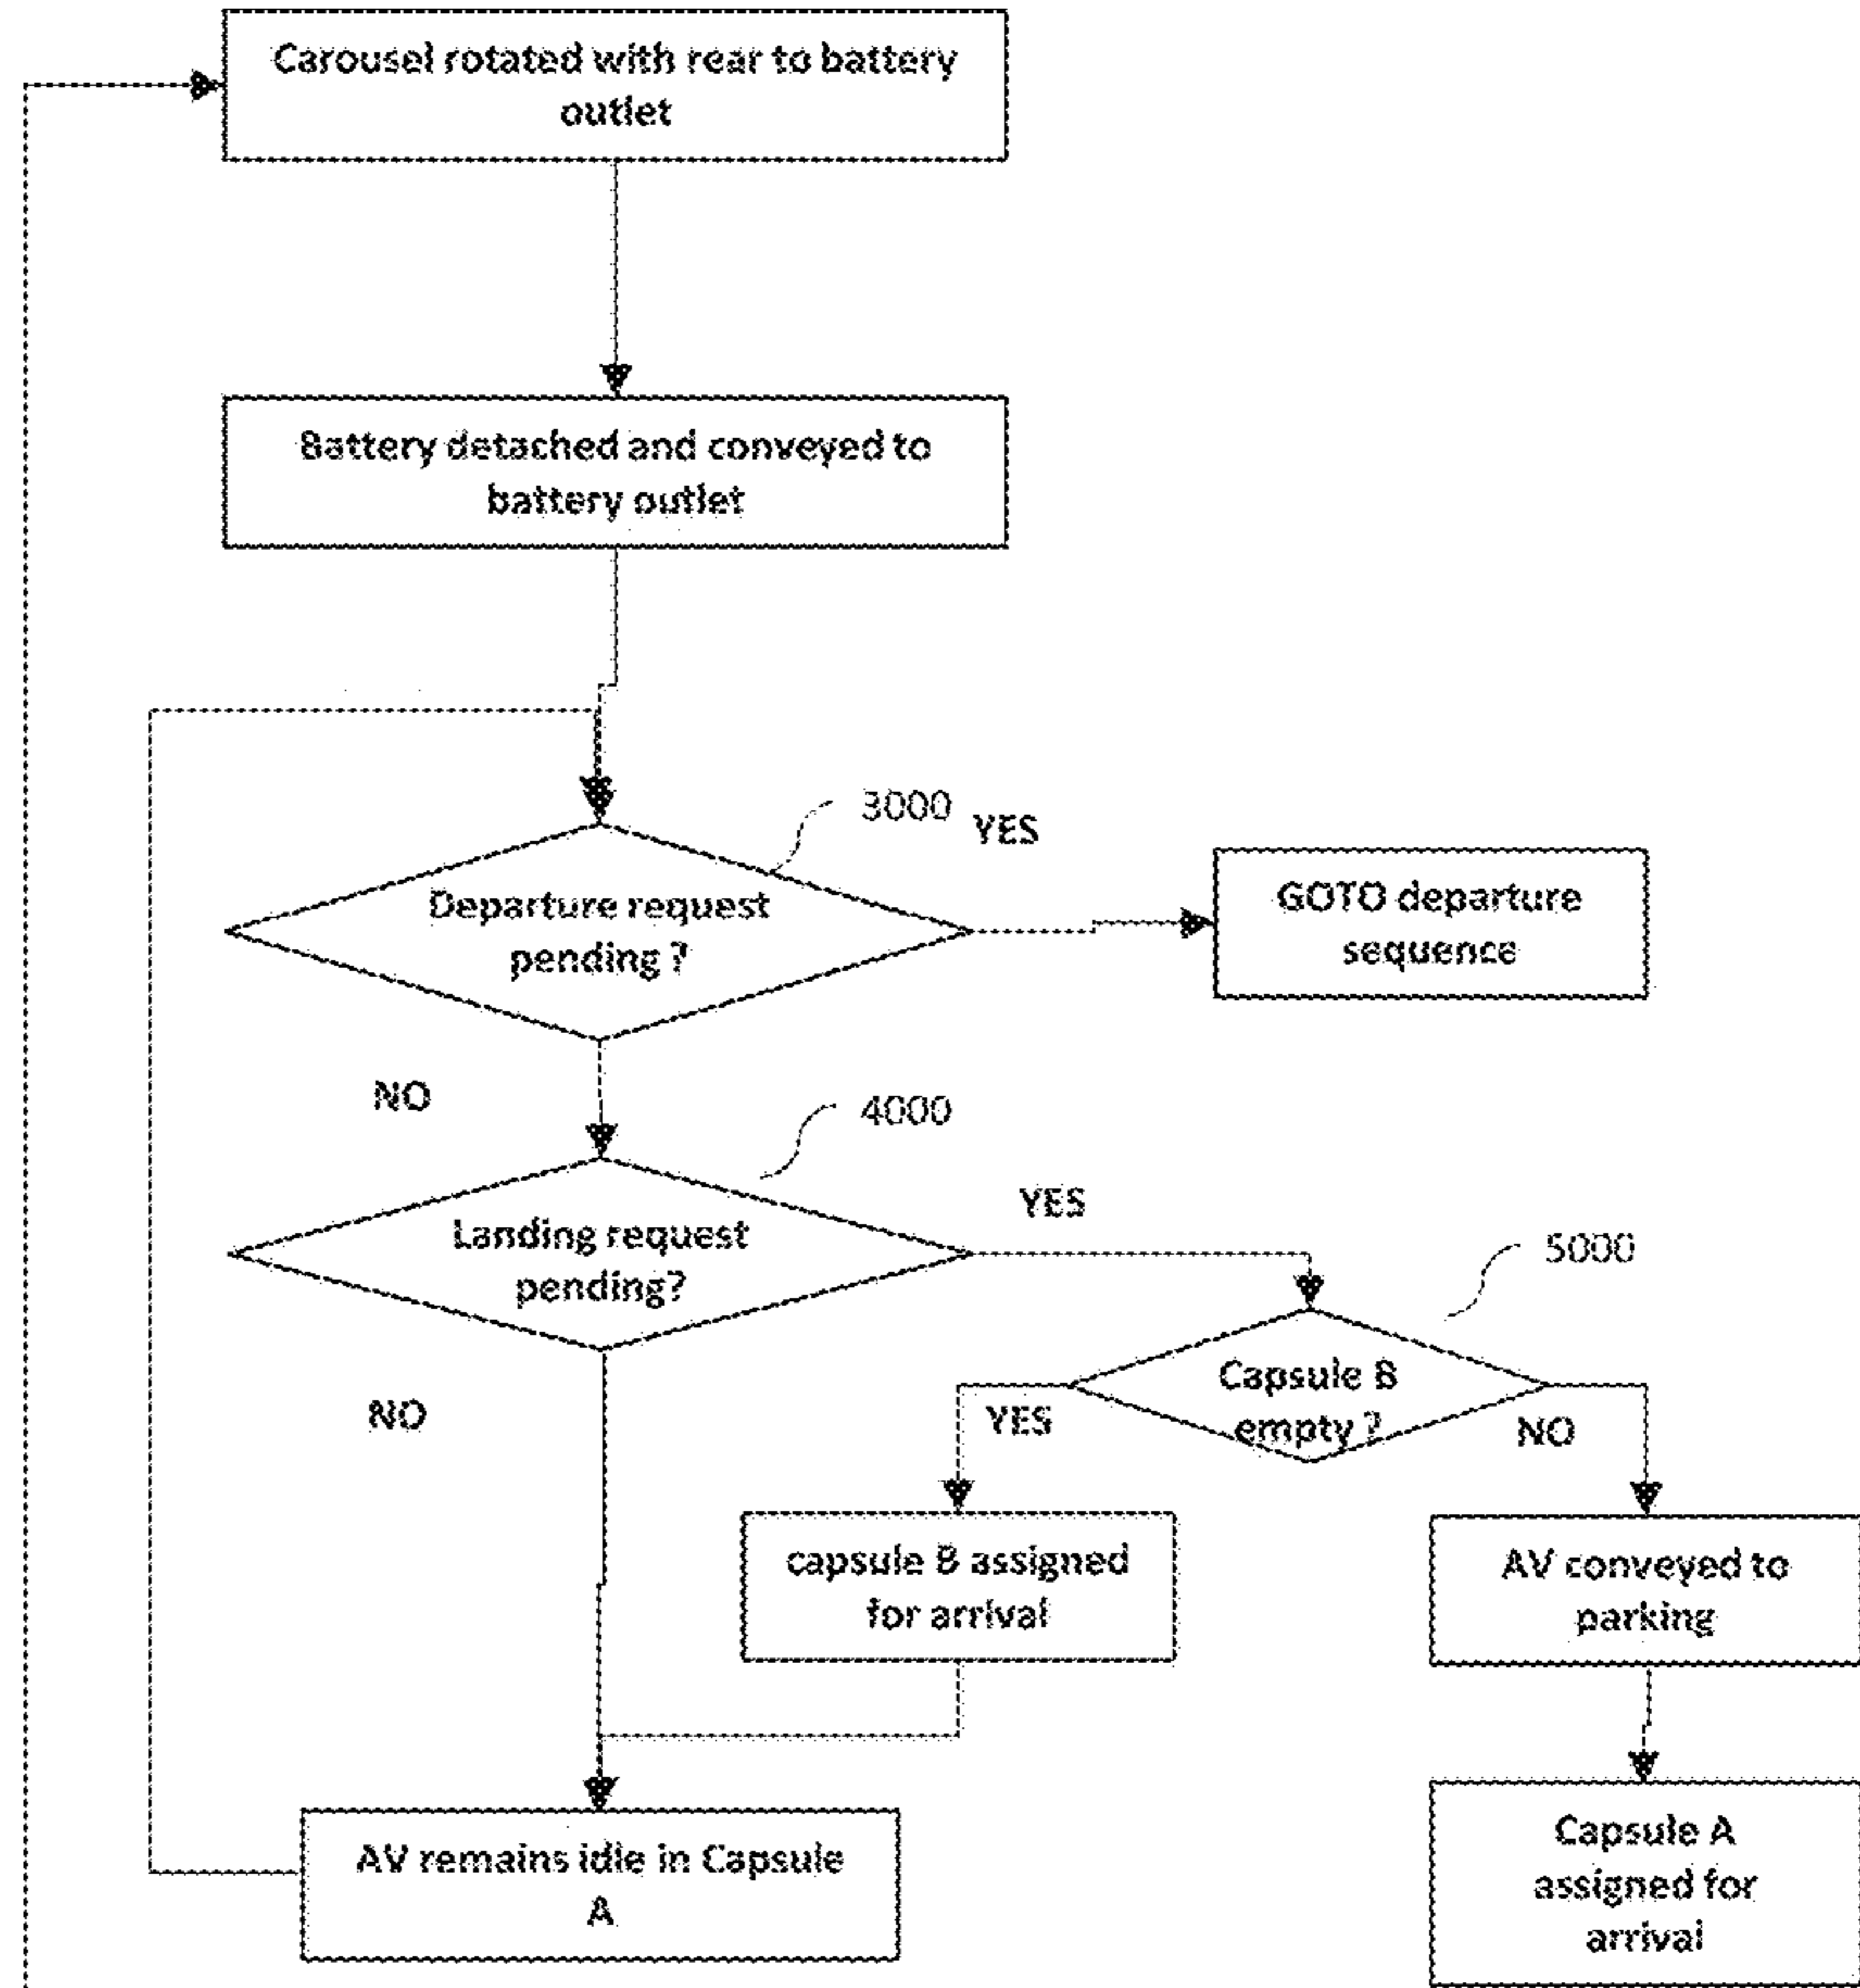 Carousel rotated with rear to battery
outlet
Battery detached and conveyed to
battery outlet
3000
YES
Departure request
pending ?
GOTO departure
sequence
NO
4000
YES
Landing request
pending?
5000
NO
Capsule B
empty ?
YES
NO
capsule B assigned
for arrival
AV conveyed to
parking
AV remains idle in Capsule
A
Capsule A
assigned for
arrival